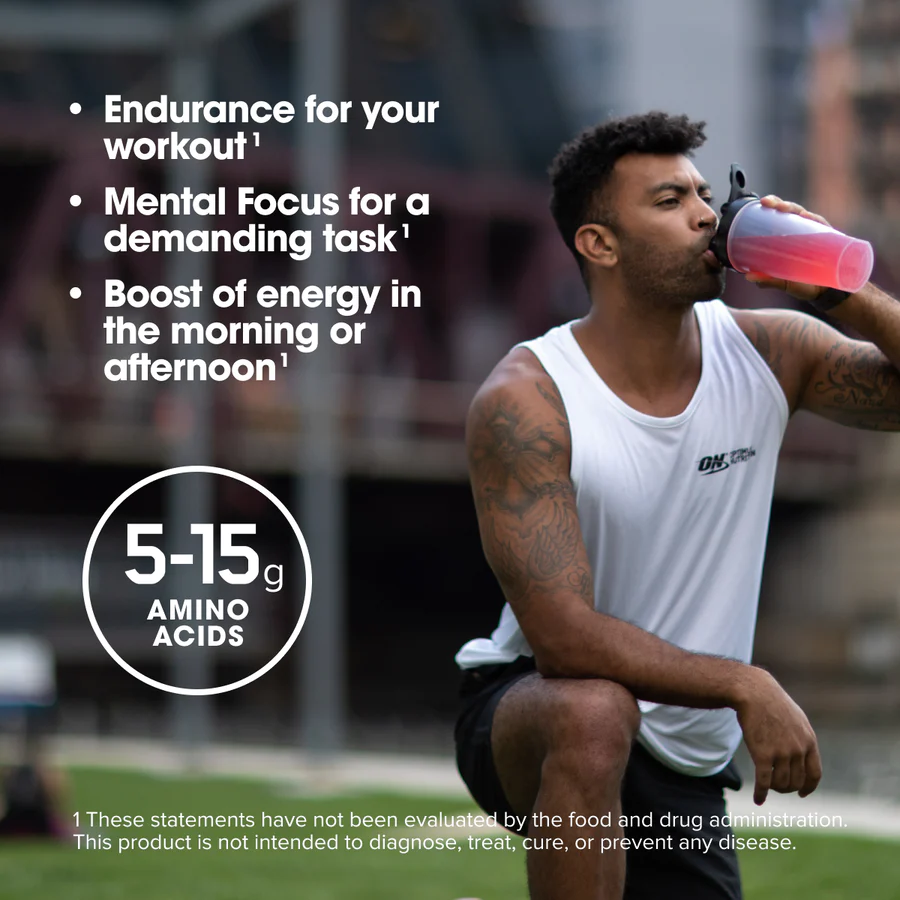 • Endurance for your
workout¹
• Mental Focus for a
demanding task¹
• Boost of energy in
the morning or
afternoon¹
5-15g
AMINO
ACIDS
ON OPTIMUM
NUTRITION
1 These statements have not been evaluated by the food and drug administration.
This product is not intended to diagnose, treat, cure, or prevent any disease.